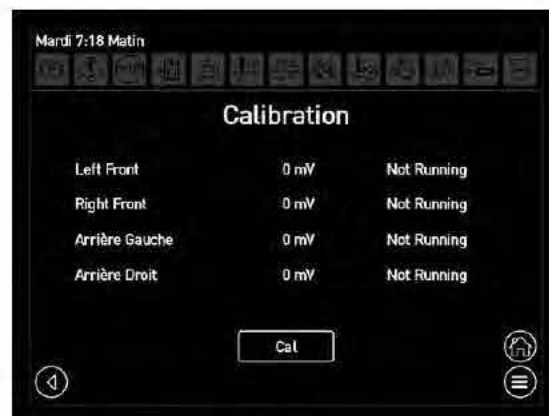 Mardi 7:18 Matin
Calibration
Left Front 0 mV Not Running
Right Front 0 mV Not Running
Arrière Gauche 0 mV Not Running
Arrière Droit 0 mV Not Running
Cal